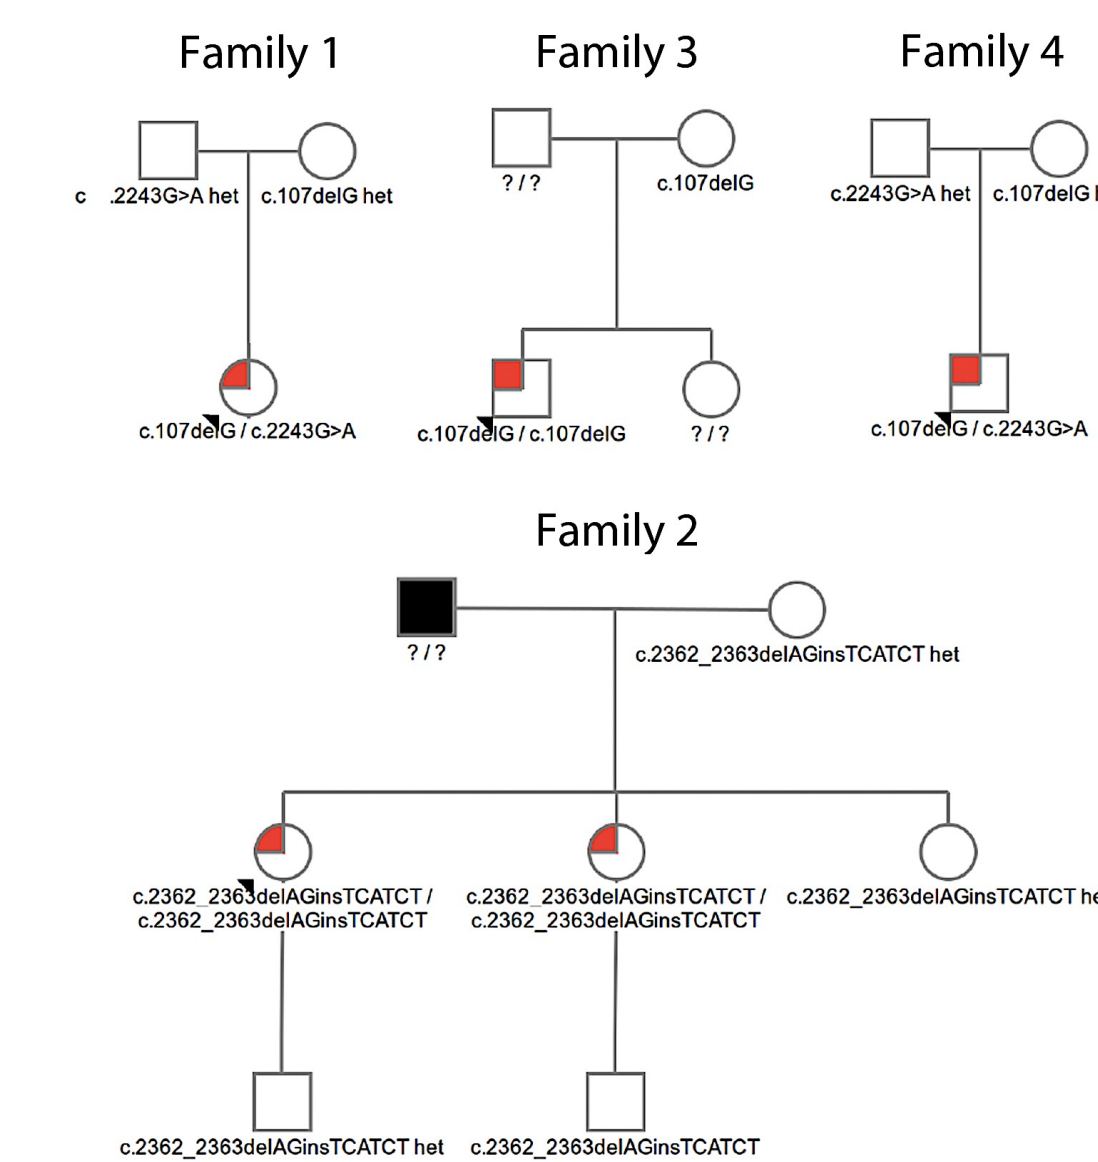 Family 1
Family 3
Family 4
c .2243G>A het
c.107delG het
? / ?
c.107delG
c.2243G>A het
c.107delG
c.107delG / c.2243G>A
c.107delG / c.107delG
? / ?
c.107delG / c.2243G>A
Family 2
? / ?
c.2362_2363delAGinsTCATCT het
c.2362_2363delAGinsTCATCT /
c.2362_2363delAGinsTCATCT
c.2362_2363delAGinsTCATCT /
c.2362_2363delAGinsTCATCT
c.2362_2363delAGinsTCATCT
c.2362_2363delAGinsTCATCT het
c.2362_2363delAGinsTCATCT